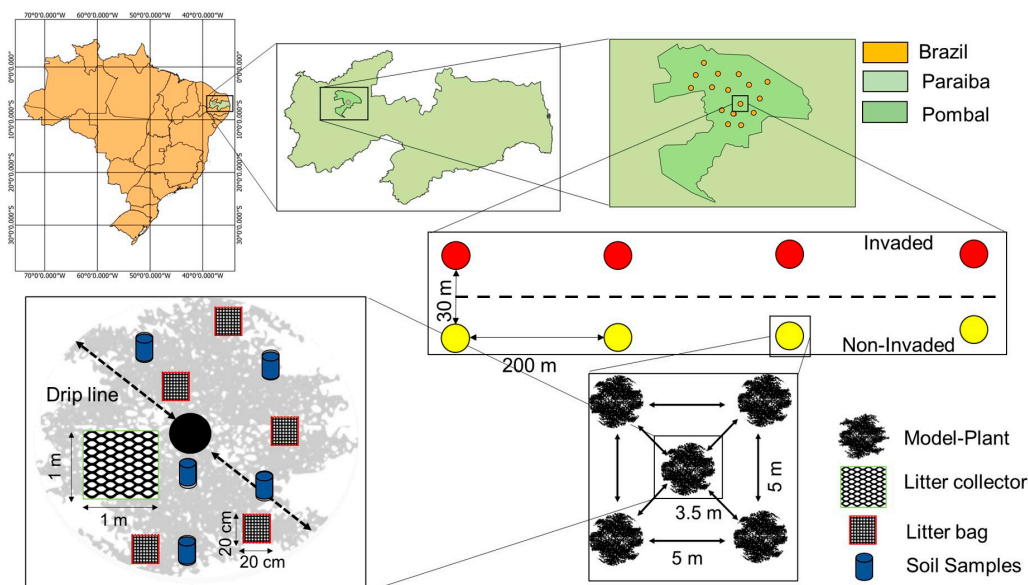 70°0'0.000"W 60°0'0.000"W 50°0'0.000"W 40°0'0.000"W
0°0'0.000"
10°0'0.000"S
20°0'0.000"S
30°0'0.000"S
0°0'0.000"
10°0'0.000"S
20°0'0.000"S
30°0'0.000"S
70°0'0.000"W 60°0'0.000"W 50°0'0.000"W 40°0'0.000"W
Brazil
Paraiba
Pombal
Invaded
30 m
200 m
Non-Invaded
Drip line
1 m
1 m
20 cm
20 cm
5 m
3.5 m
5 m
Model-Plant
Litter collector
Litter bag
Soil Samples